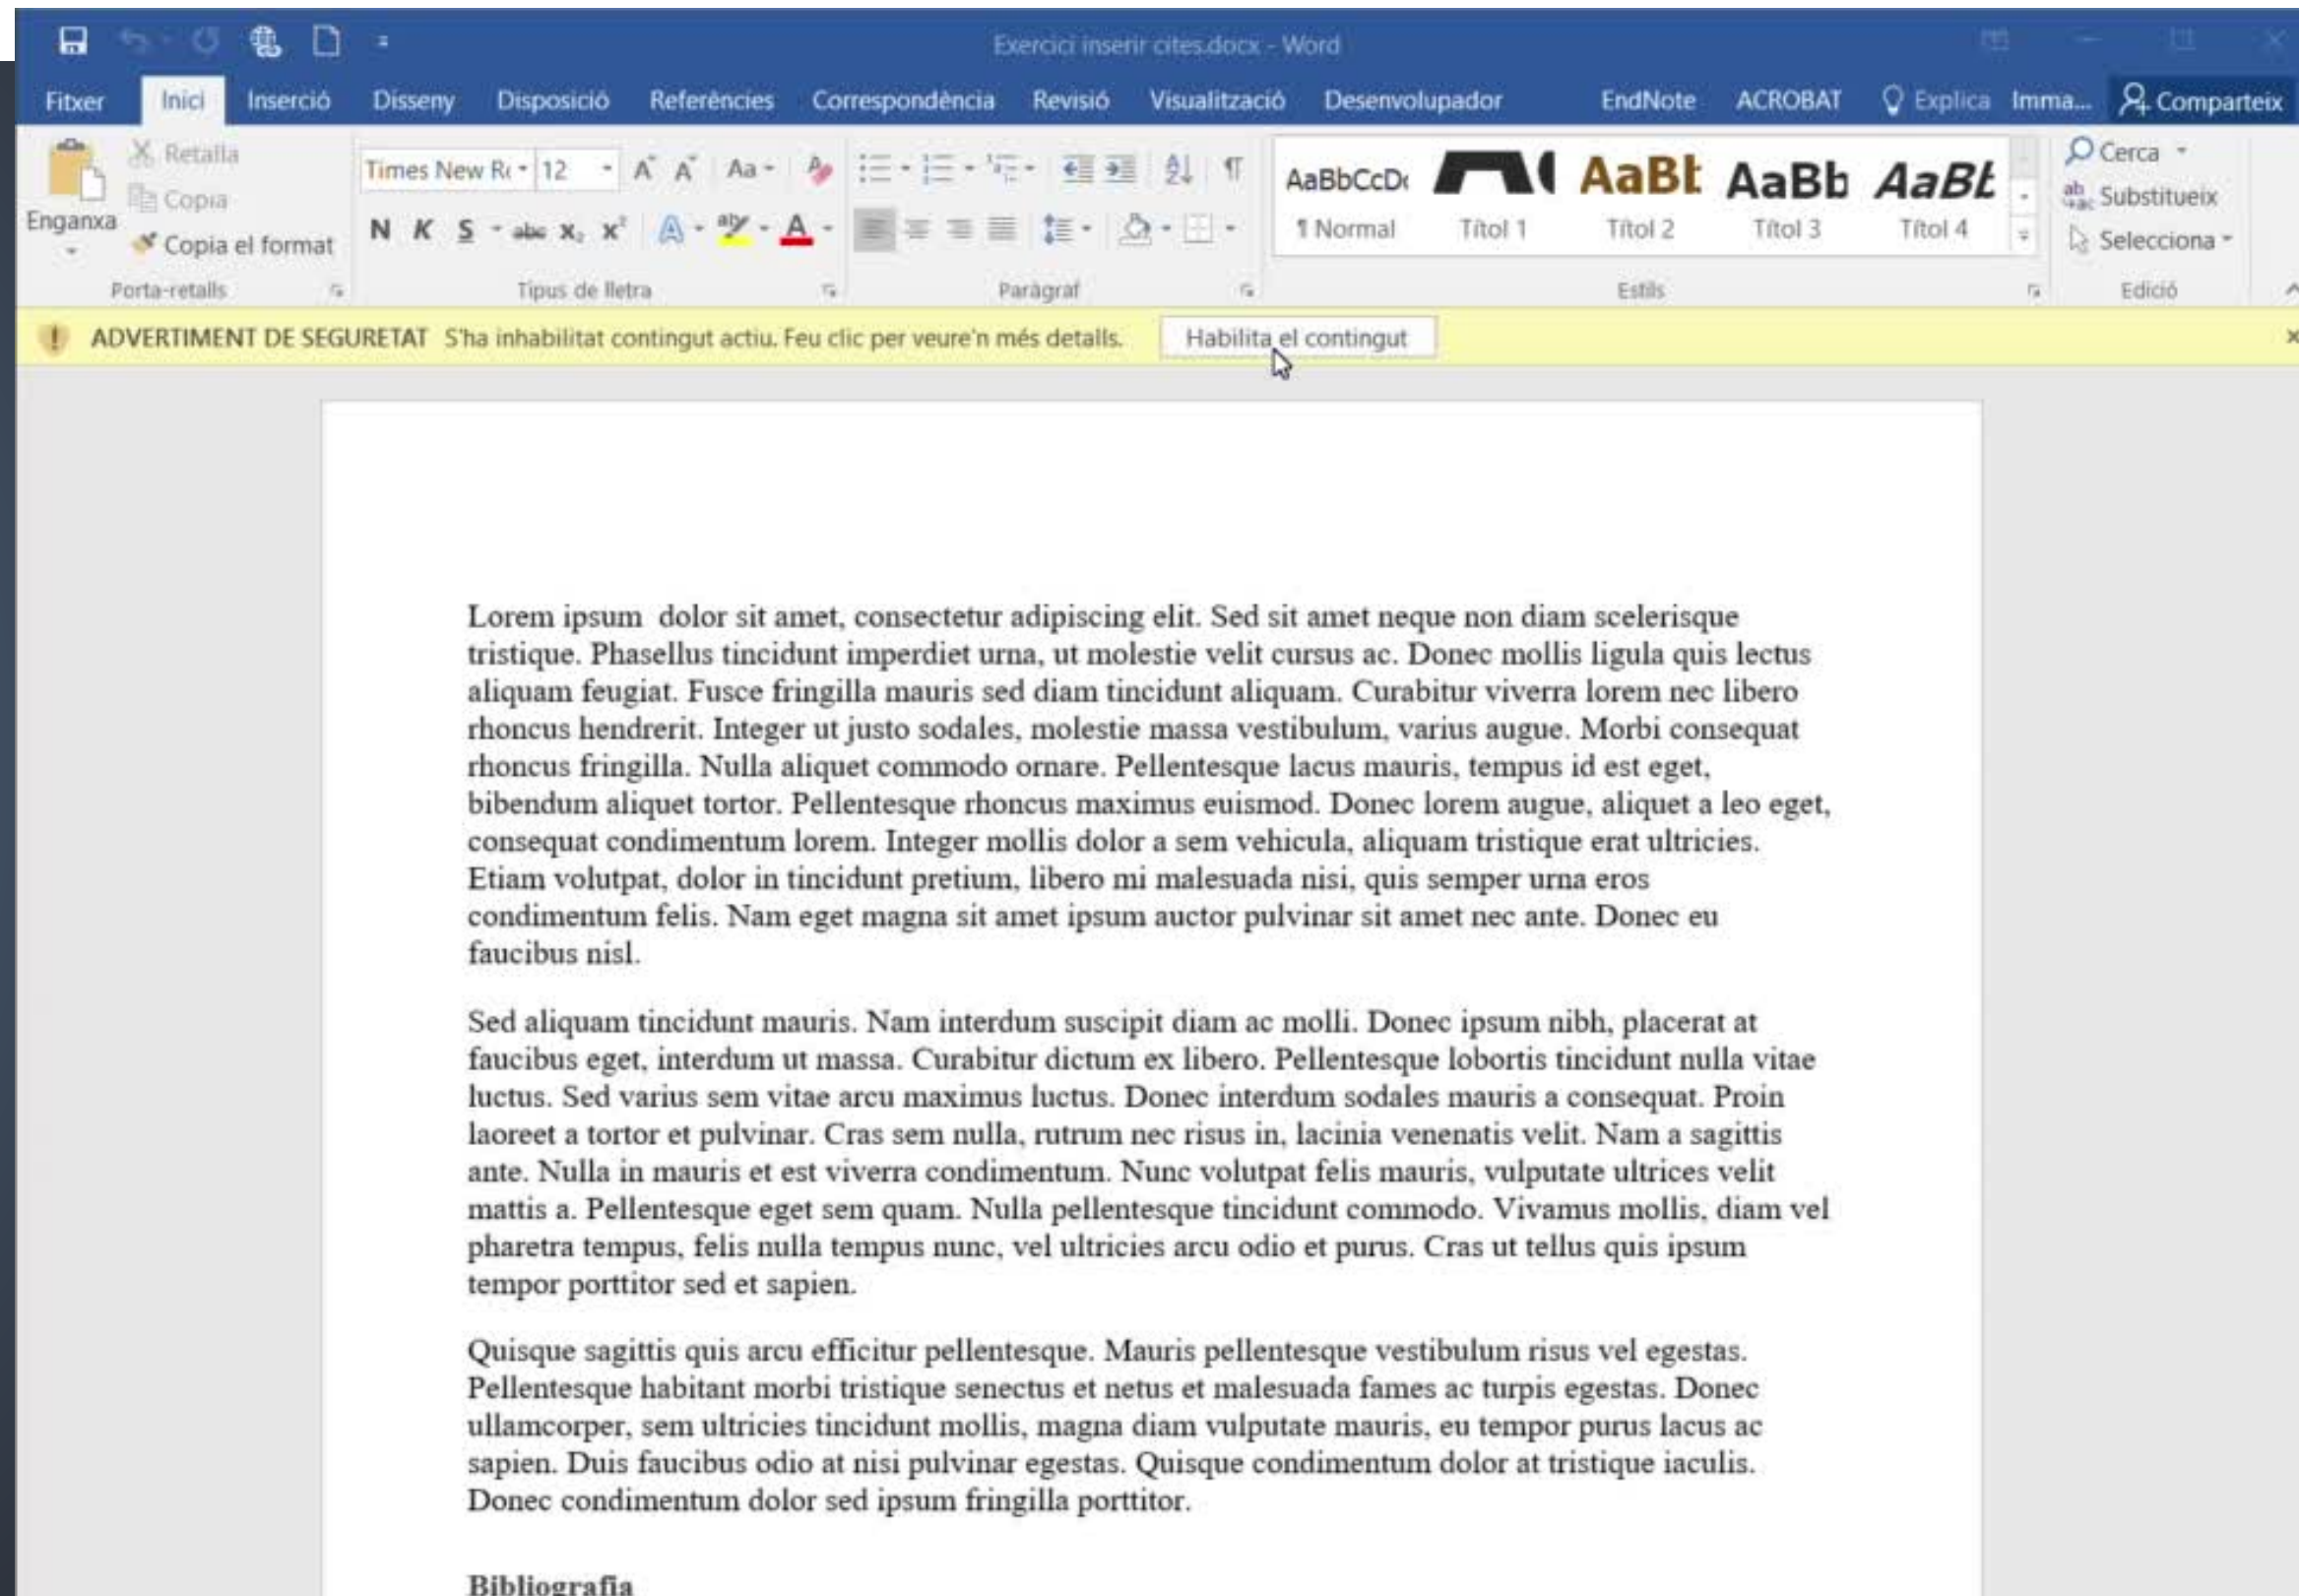 Exercici inserir cites.docx - Word
Fitxer Inici Inserció Disseny Disposició Referències Correspondència Revisió Visualització Desenvolupador EndNote ACROBAT Explica Imma... Comparteix
Enganxa
Retalla
Copia
Copia el format
Porta-retalls
Times New Ro 12 Aa
N K S abc x₂ x² A
Tipus de lletra
Paràgraf
AaBbCcDc AaBb AaBb AaBb
¶ Normal Títol 1 Títol 2 Títol 3 Títol 4
Estils
Cerca
Substitueix
Selecciona
Edició
ADVERTIMENT DE SEGURETAT S'ha inhabilitat contingut actiu. Feu clic per veure'n més detalls. Habilita el contingut
Lorem ipsum dolor sit amet, consectetur adipiscing elit. Sed sit amet neque non diam scelerisque
tristique. Phasellus tincidunt imperdiet urna, ut molestie velit cursus ac. Donec mollis ligula quis lectus
aliquam feugiat. Fusce fringilla mauris sed diam tincidunt aliquam. Curabitur viverra lorem nec libero
rhoncus hendrerit. Integer ut justo sodales, molestie massa vestibulum, varius augue. Morbi consequat
rhoncus fringilla. Nulla aliquet commodo ornare. Pellentesque lacus mauris, tempus id est eget,
bibendum aliquet tortor. Pellentesque rhoncus maximus euismod. Donec lorem augue, aliquet a leo eget,
consequat condimentum lorem. Integer mollis dolor a sem vehicula, aliquam tristique erat ultricies.
Etiam volutpat, dolor in tincidunt pretium, libero mi malesuada nisi, quis semper urna eros
condimentum felis. Nam eget magna sit amet ipsum auctor pulvinar sit amet nec ante. Donec eu
faucibus nisl.
Sed aliquam tincidunt mauris. Nam interdum suscipit diam ac molli. Donec ipsum nibh, placerat at
faucibus eget, interdum ut massa. Curabitur dictum ex libero. Pellentesque lobortis tincidunt nulla vitae
luctus. Sed varius sem vitae arcu maximus luctus. Donec interdum sodales mauris a consequat. Proin
laoreet a tortor et pulvinar. Cras sem nulla, rutrum nec risus in, lacinia venenatis velit. Nam a sagittis
ante. Nulla in mauris et est viverra condimentum. Nunc volutpat felis mauris, vulputate ultrices velit
mattis a. Pellentesque eget sem quam. Nulla pellentesque tincidunt commodo. Vivamus mollis, diam vel
pharetra tempus, felis nulla tempus nunc, vel ultricies arcu odio et purus. Cras ut tellus quis ipsum
tempor porttitor sed et sapien.
Quisque sagittis quis arcu efficitur pellentesque. Mauris pellentesque vestibulum risus vel egestas.
Pellentesque habitant morbi tristique senectus et netus et malesuada fames ac turpis egestas. Donec
ullamcorper, sem ultricies tincidunt mollis, magna diam vulputate mauris, eu tempor purus lacus ac
sapien. Duis faucibus odio at nisi pulvinar egestas. Quisque condimentum dolor at tristique iaculis.
Donec condimentum dolor sed ipsum fringilla porttitor.
Bibliografia